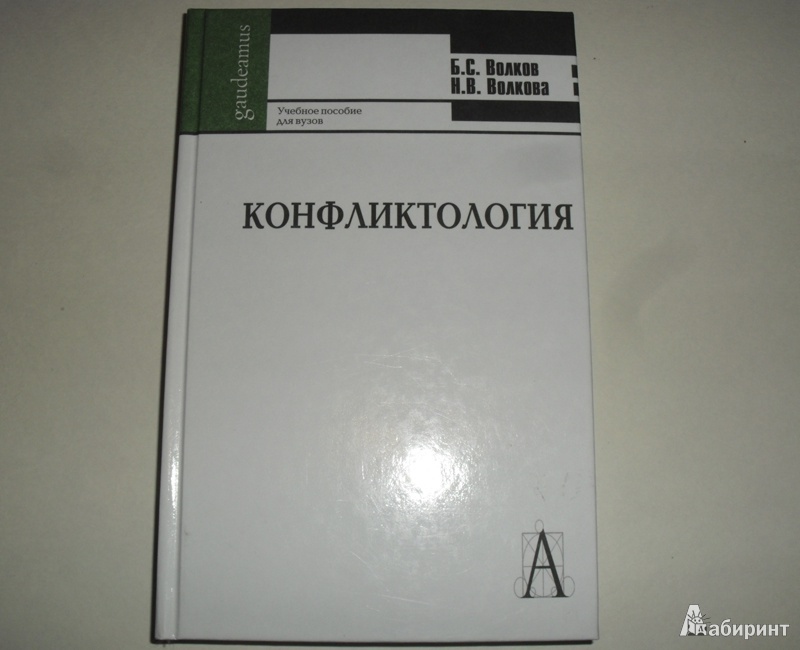 gaudeamus
Б.С. Волков
Н.В. Волкова
Учебное пособие
для вузов
КОНФЛИКТОЛОГИЯ
А
Лабиринт